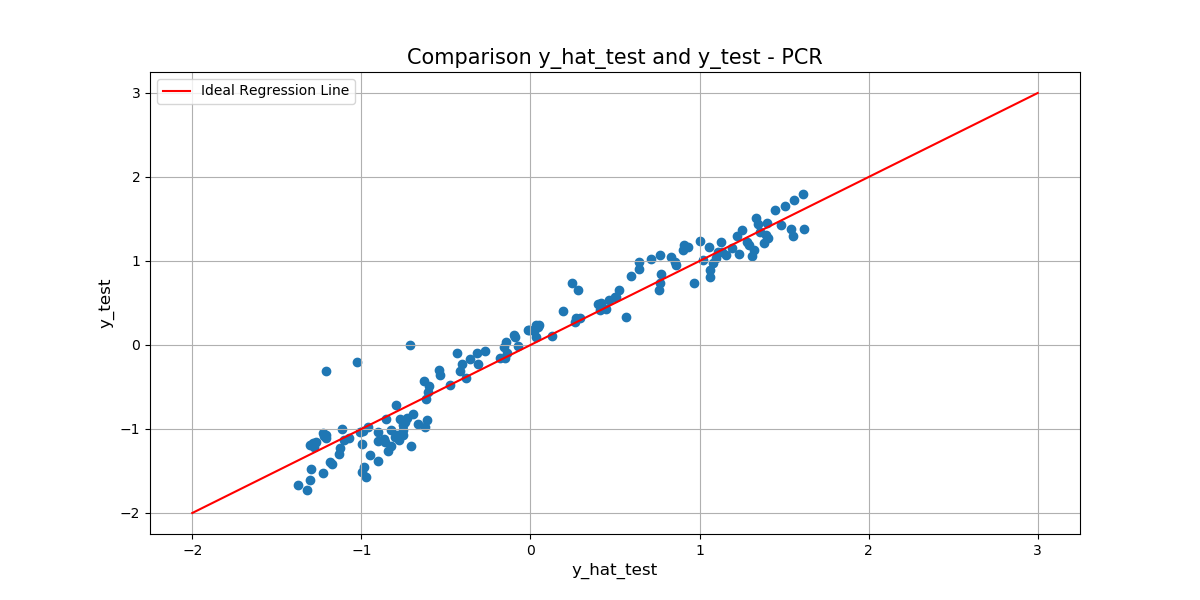 Comparison y_hat_test and y_test - PCR
Ideal Regression Line
3
2
1
0
−1
−2
y_test
−2 −1 0 1 2 3
y_hat_test